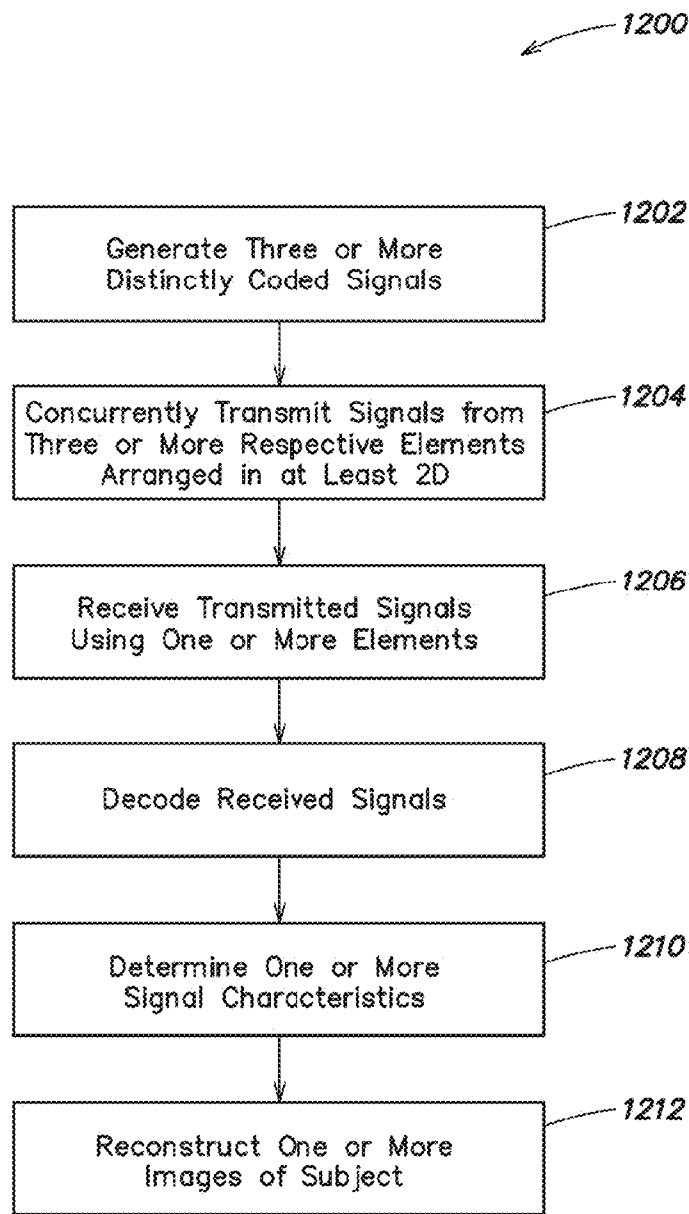 1200
1202
Generate Three or More
Distinctly Coded Signals
1204
Concurrently Transmit Signals from
Three or More Respective Elements
Arranged in at Least 2D
1206
Receive Transmitted Signals
Using One or More Elements
1208
Decode Received Signals
1210
Determine One or More
Signal Characteristics
1212
Reconstruct One or More
Images of Subject